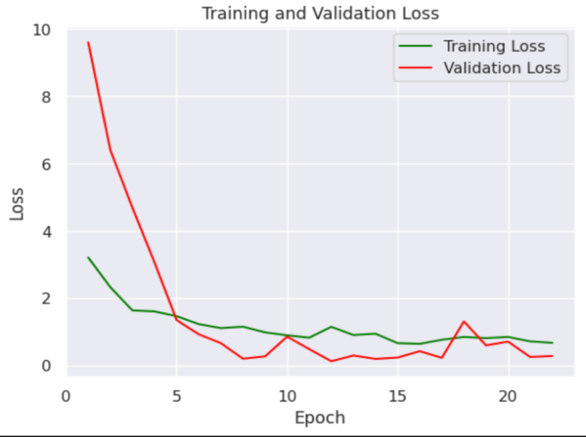 Training and Validation Loss
10
8
6
4
2
0
Loss
Training Loss
Validation Loss
0 5 10 15 20
Epoch